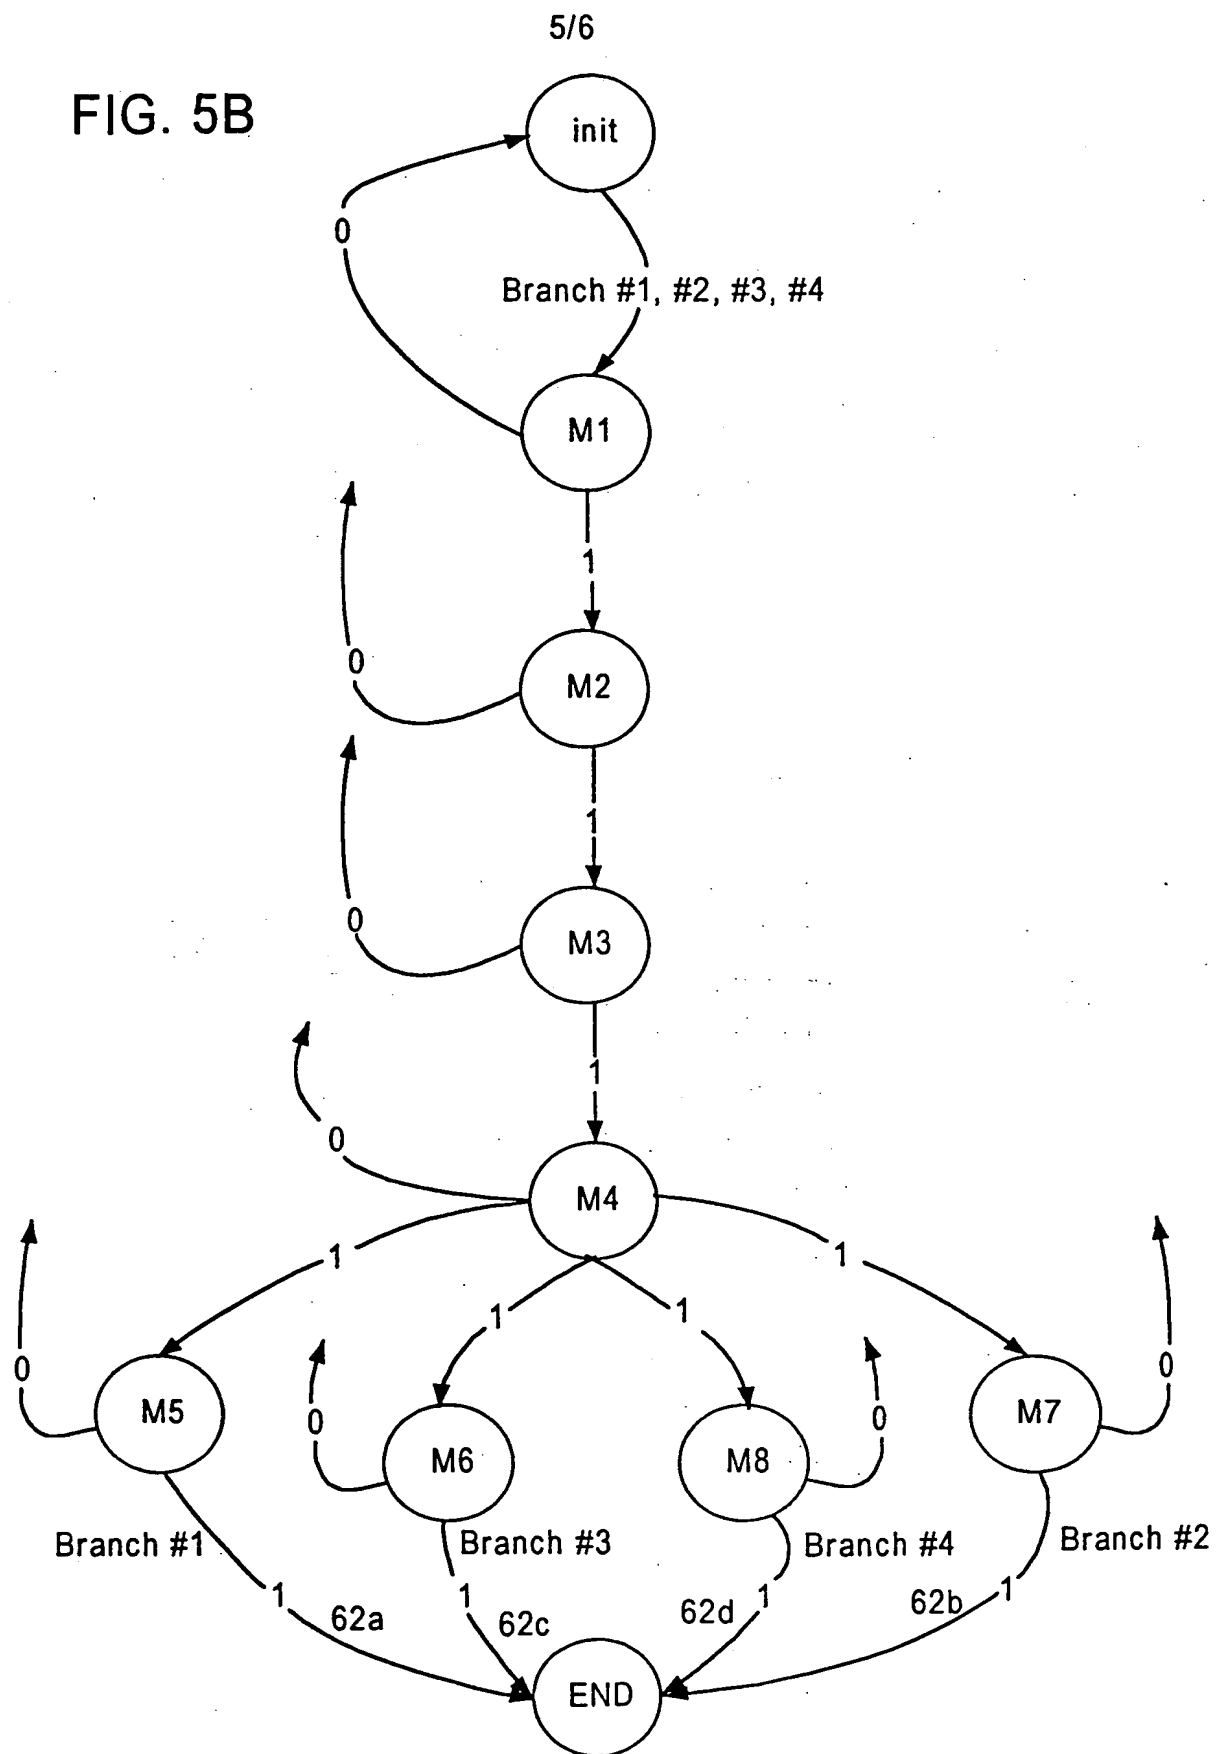 5/6
FIG. 5B
init
0
Branch #1, #2, #3, #4
M1
1
0
M2
1
0
M3
1
0
M4
1
1
1
1
0
0
0
0
M5
M6
M8
M7
Branch #1
Branch #3
Branch #4
Branch #2
1
62a
1
62c
62d
1
62b
1
END